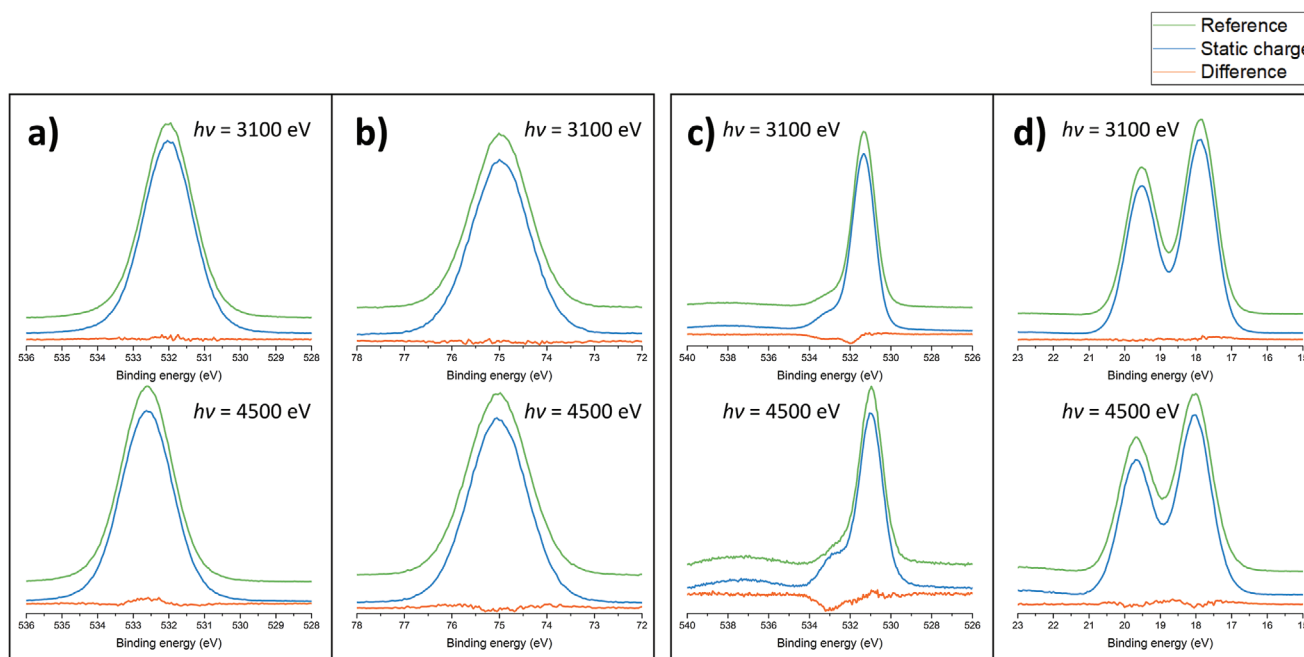 Reference
Static charge
Difference
a)
hν = 3100 eV
536 535 534 533 532 531 530 529 528
Binding energy (eV)
b)
hν = 3100 eV
78 77 76 75 74 73 72
Binding energy (eV)
c)
hν = 3100 eV
540 538 536 534 532 530 528 526
Binding energy (eV)
d)
hν = 3100 eV
23 22 21 20 19 18 17 16 15
Binding energy (eV)
hν = 4500 eV
536 535 534 533 532 531 530 529 528
Binding energy (eV)
hν = 4500 eV
78 77 76 75 74 73 72
Binding energy (eV)
hν = 4500 eV
540 538 536 534 532 530 528 526
Binding energy (eV)
hν = 4500 eV
23 22 21 20 19 18 17 16 15
Binding energy (eV)